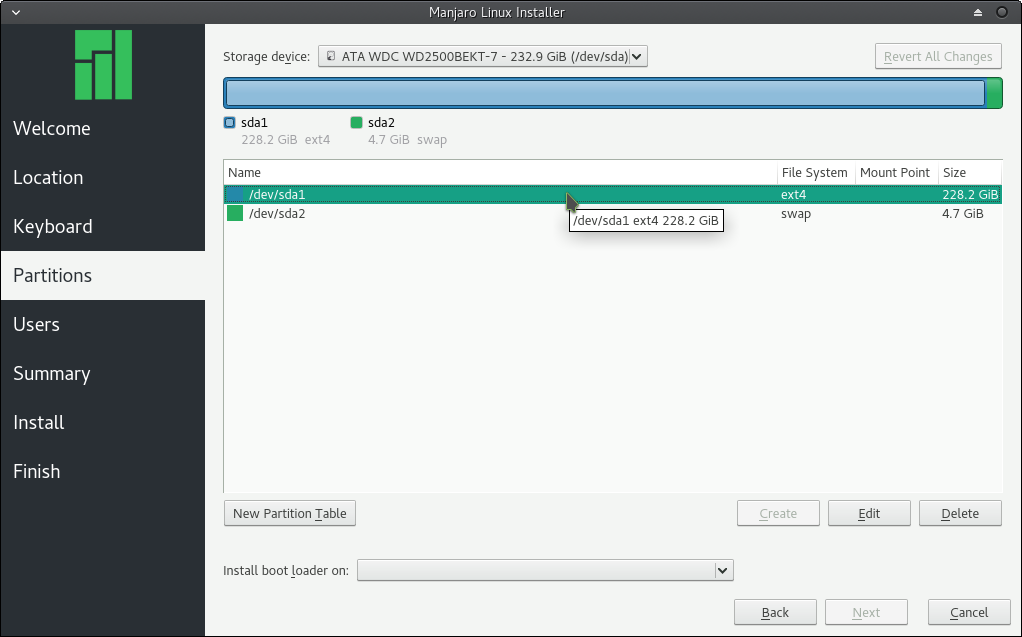 Manjaro Linux Installer
Welcome
Location
Keyboard
Partitions
Users
Summary
Install
Finish
Storage device: ATA WDC WD2500BEKT-7 - 232.9 GiB (/dev/sda) Revert All Changes
sda1 sda2
228.2 GiB ext4 4.7 GiB swap
Name File System Mount Point Size
/dev/sda1 ext4 228.2 GiB
/dev/sda2 swap 4.7 GiB
/dev/sda1 ext4 228.2 GiB
New Partition Table Create Edit Delete
Install boot loader on:
Back Next Cancel